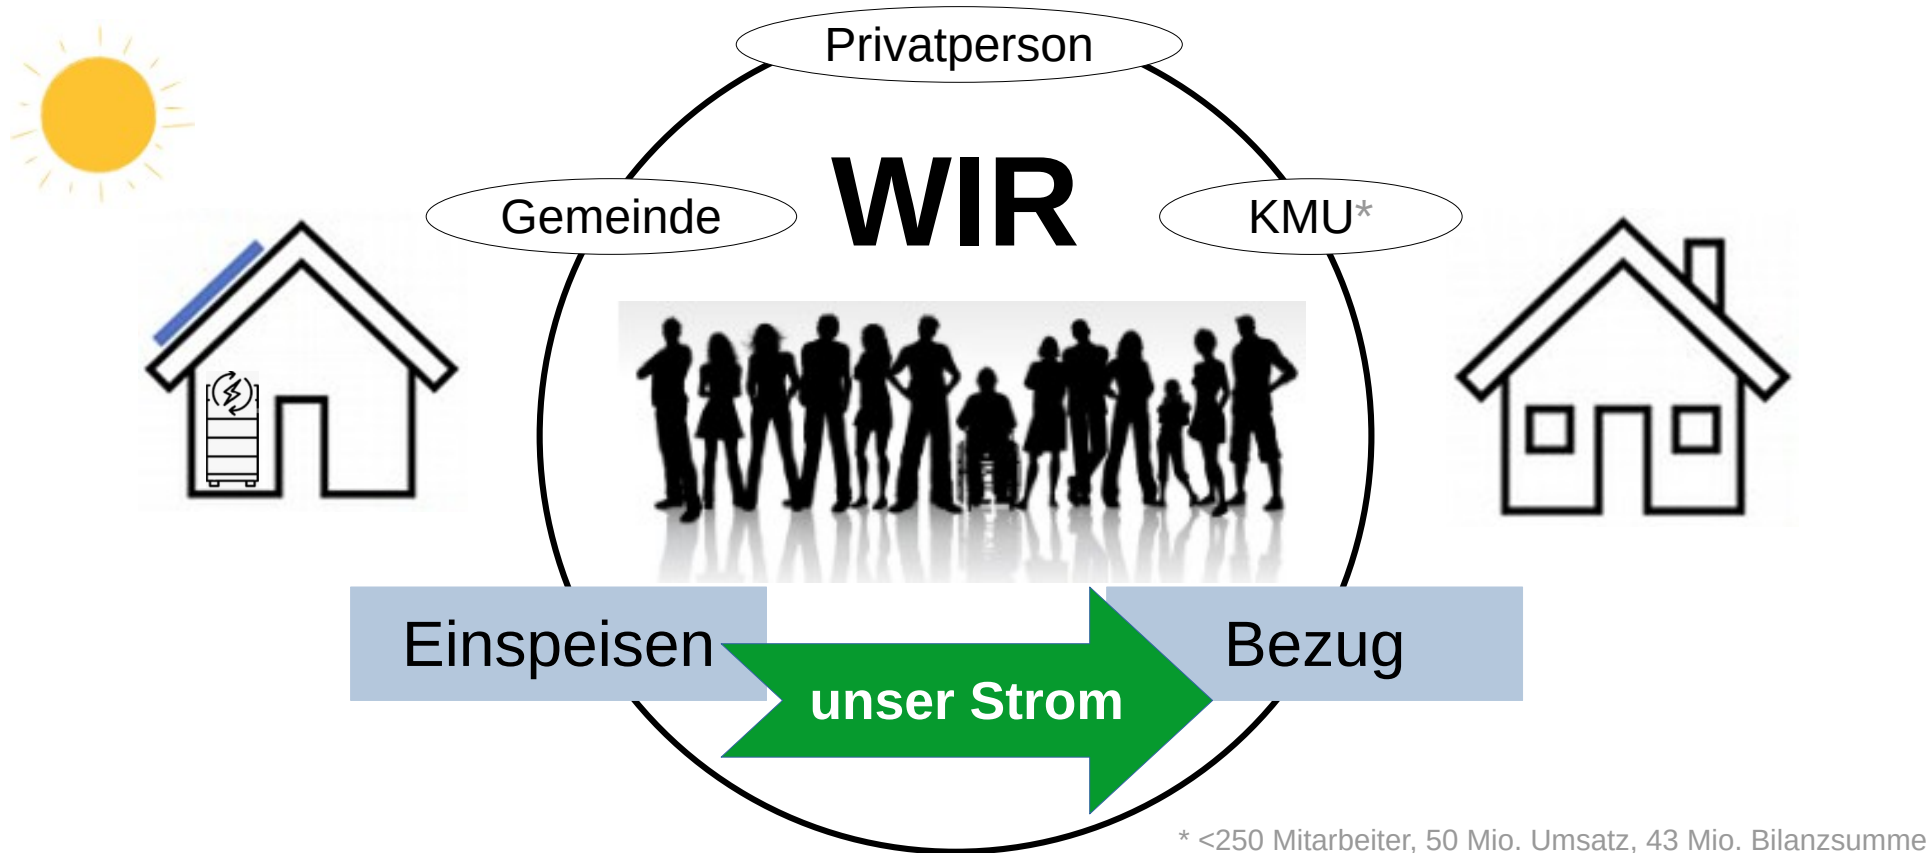 Privatperson
WIR
Gemeinde
KMU*
Einspeisen
Bezug
unser Strom
* <250 Mitarbeiter, 50 Mio. Umsatz, 43 Mio. Bilanzsumme